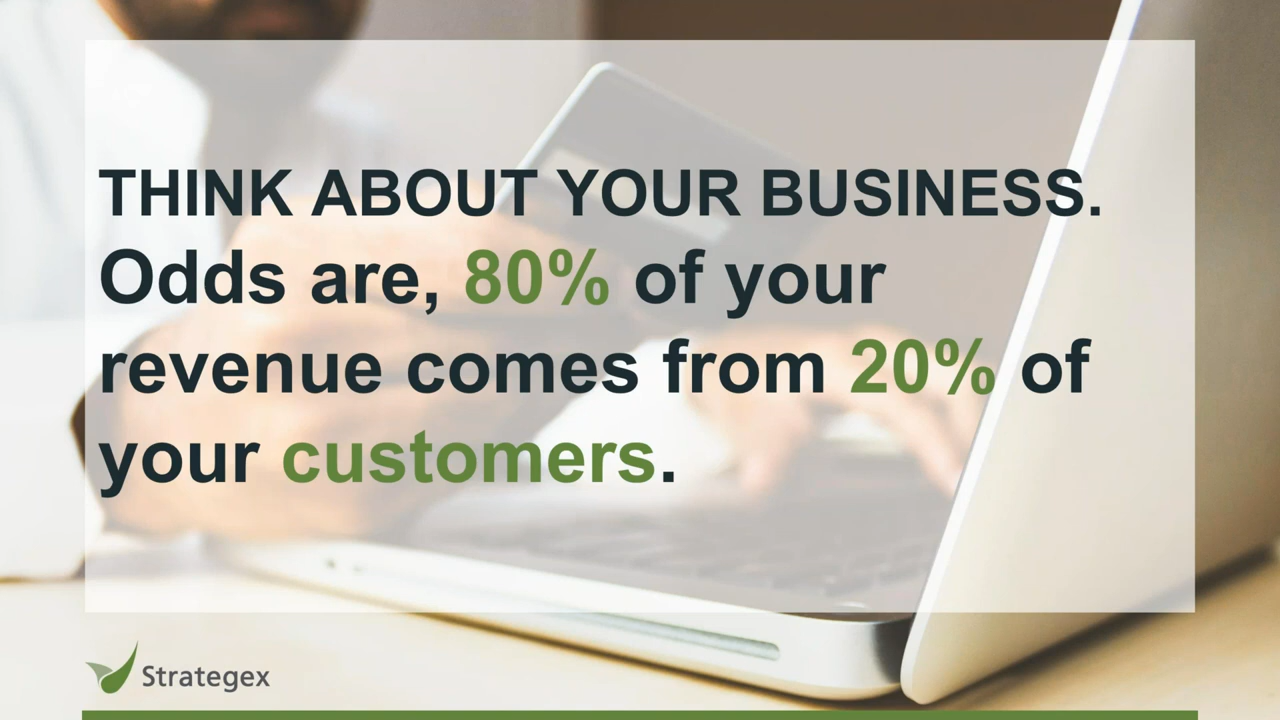 THINK ABOUT YOUR BUSINESS.
Odds are, 80% of your
revenue comes from 20% of
your customers.
Strategex